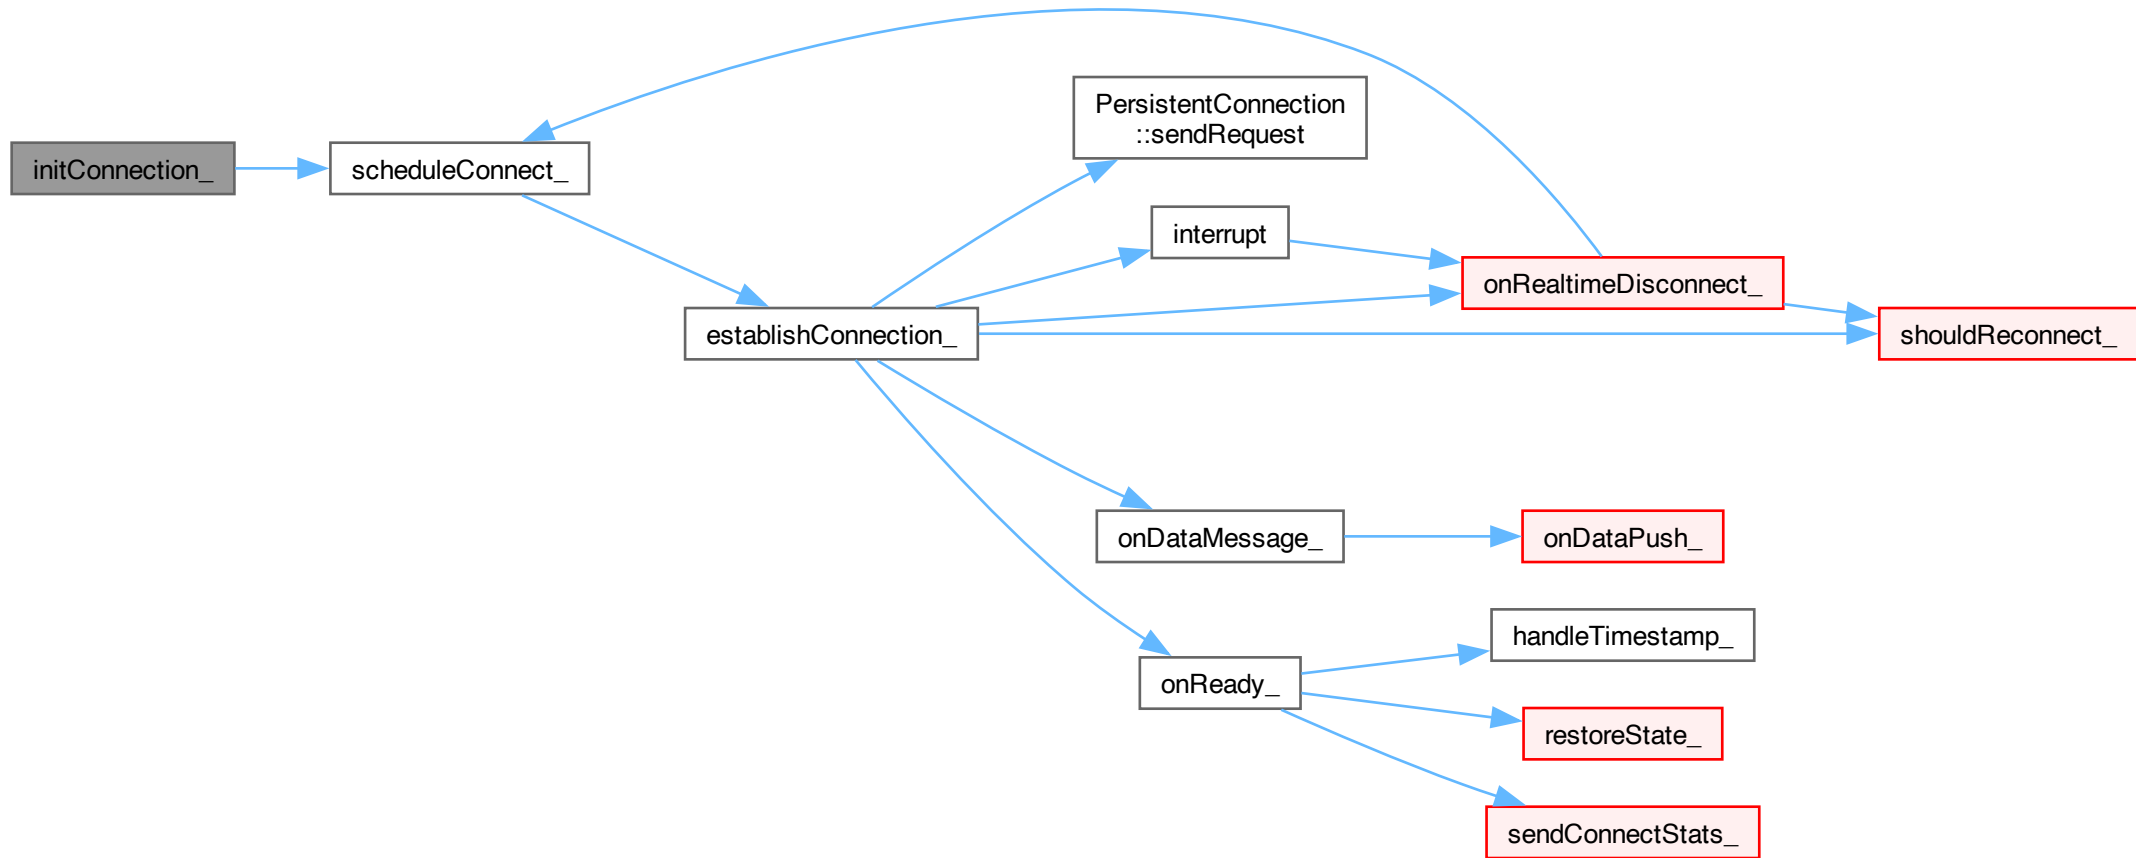 initConnection_
scheduleConnect_
establishConnection_
PersistentConnection
::sendRequest
interrupt
onRealtimeDisconnect_
shouldReconnect_
onDataMessage_
onDataPush_
onReady_
handleTimestamp_
restoreState_
sendConnectStats_